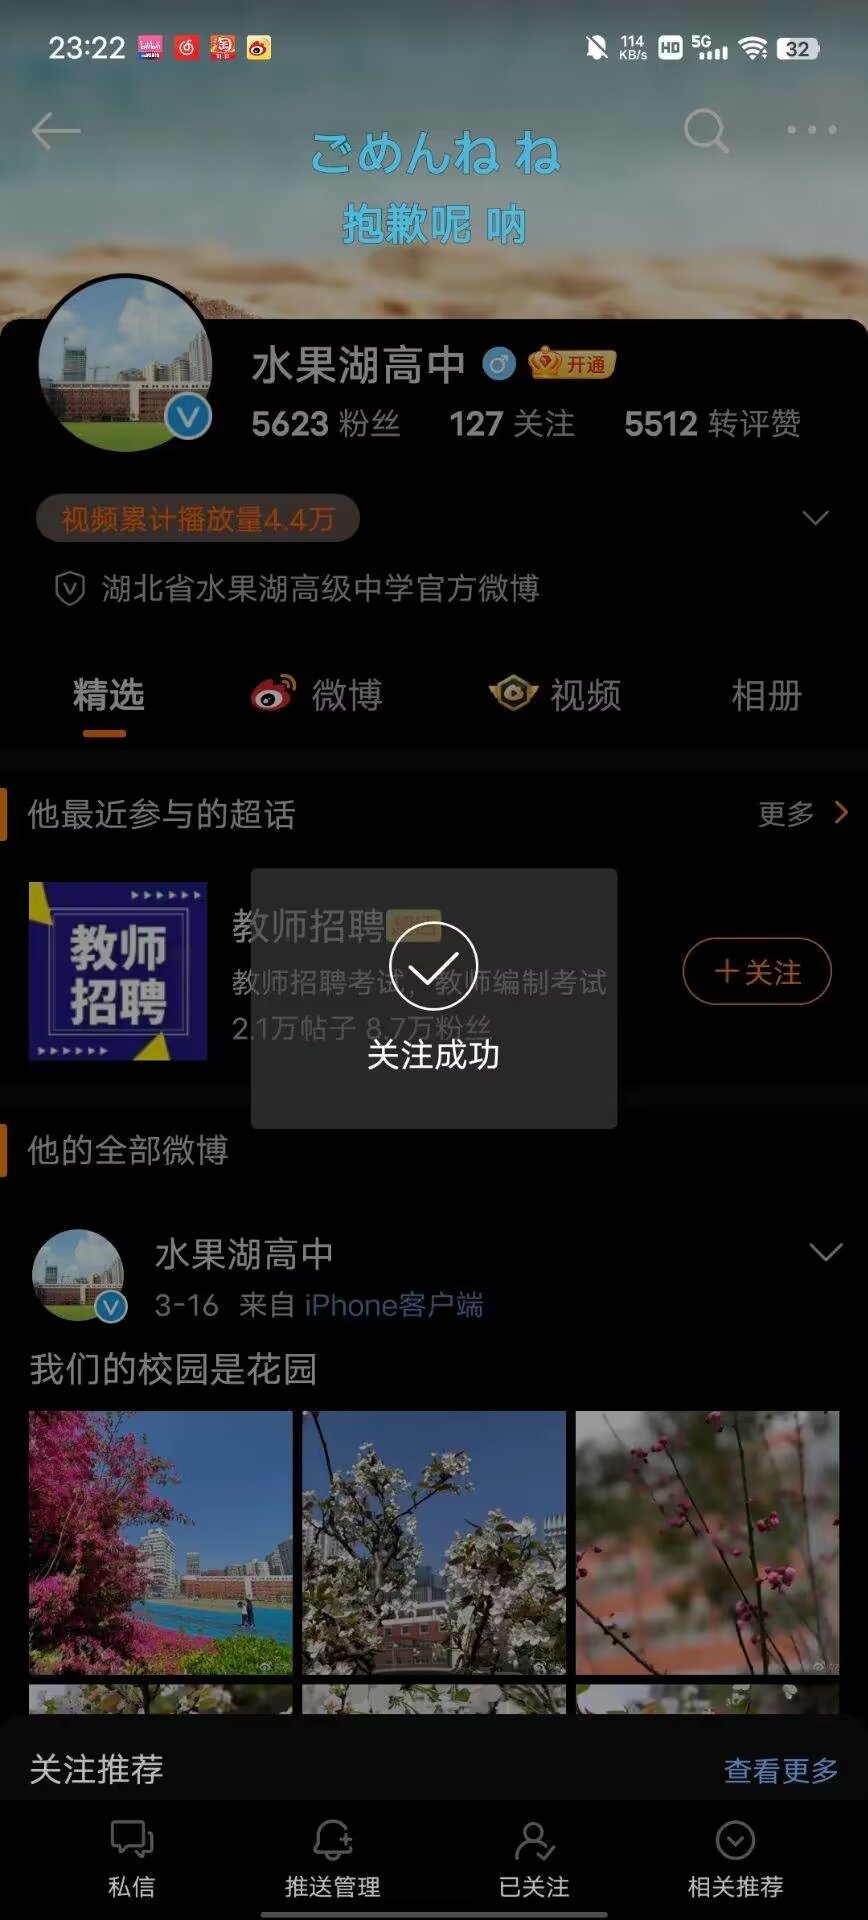 23:22 114 KB/s HD 5G 32
ごめんね ね
抱歉呢 呐
水果湖高中 开通
5623 粉丝 127 关注 5512 转评赞
视频累计播放量4.4万
湖北省水果湖高级中学官方微博
精选 微博 视频 相册
他最近参与的超话 更多
教师招聘
教师
招聘
教师招聘考试，教师编制考试
2.1万帖子 8.7万粉丝
+关注
关注成功
他的全部微博
水果湖高中
3-16 来自 iPhone客户端
我们的校园是花园
关注推荐 查看更多
私信 推送管理 已关注 相关推荐